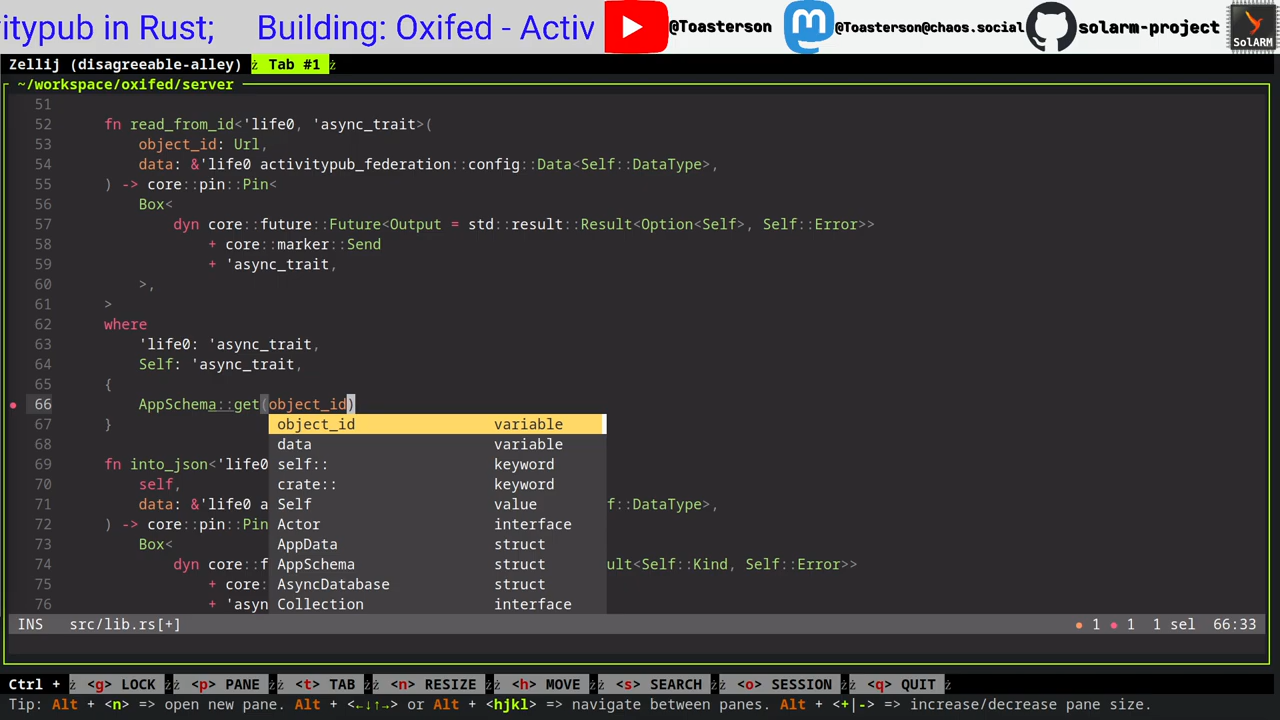 itypub in Rust;    Building: Oxifed - Activ @Toasterson @Toasterson@chaos.social solarm-project SolARM
Zellij (disagreeable-alley)  Tab #1
~/workspace/oxifed/server
51
52 fn read_from_id<'life0, 'async_trait>(
53 object_id: Url,
54 data: &'life0 activitypub_federation::config::Data<Self::DataType>,
55 ) -> core::pin::Pin<
56 Box<
57 dyn core::future::Future<Output = std::result::Result<Option<Self>, Self::Error>>
58 + core::marker::Send
59 + 'async_trait,
60 >,
61 >
62 where
63 'life0: 'async_trait,
64 Self: 'async_trait,
65 {
66 AppSchema::get(object_id)
67 }
object_id variable
68
data variable
69 fn into_json<'life0
self:: keyword
70 self,
crate:: keyword
71 data: &'life0 a
Self value
f::DataType>,
72 ) -> core::pin::Pin
Actor interface
73 Box<
AppData struct
74 dyn core::f
AppSchema struct
ult<Self::Kind, Self::Error>>
75 + core:
AsyncDatabase struct
76 + 'asyn
Collection interface
INS src/lib.rs[+] ● 1 ● 1 1 sel 66:33
Ctrl + <g> LOCK <p> PANE <t> TAB <n> RESIZE <h> MOVE <s> SEARCH <o> SESSION <q> QUIT
Tip: Alt + <n> => open new pane. Alt + <←↓↑→> or Alt + <hjkl> => navigate between panes. Alt + <+|-> => increase/decrease pane size.